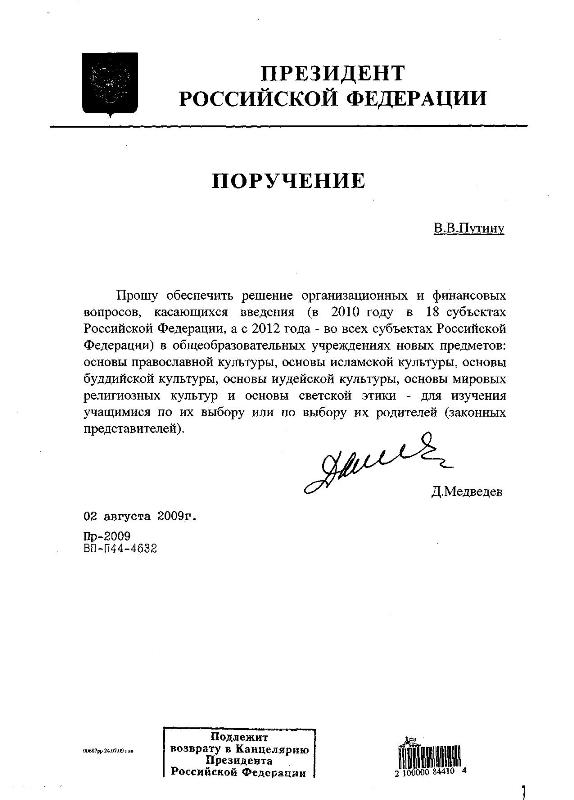 ПРЕЗИДЕНТ
РОССИЙСКОЙ ФЕДЕРАЦИИ
ПОРУЧЕНИЕ
В.В.Путину
Прошу обеспечить решение организационных и финансовых
вопросов, касающихся введения (в 2010 году в 18 субъектах
Российской Федерации, а с 2012 года - во всех субъектах Российской
Федерации) в общеобразовательных учреждениях новых предметов:
основы православной культуры, основы исламской культуры, основы
буддийской культуры, основы иудейской культуры, основы мировых
религиозных культур и основы светской этики - для изучения
учащимися по их выбору или по выбору их родителей (законных
представителей).
Д.Медведев
02 августа 2009г.
Пр-2009
ВП-П44-4632
Подлежит
возврату в Канцелярию
Президента
Российской Федерации
2 100000 84410 4